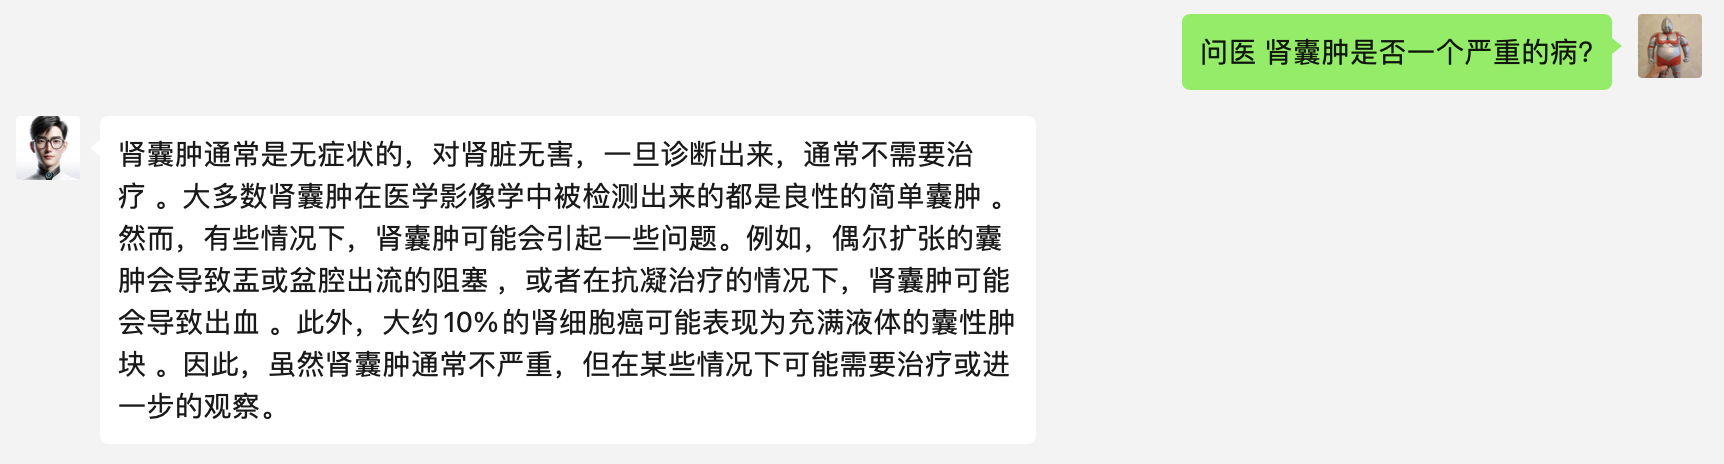 问医 肾囊肿是否一个严重的病?
肾囊肿通常是无症状的，对肾脏无害，一旦诊断出来，通常不需要治
疗 。大多数肾囊肿在医学影像学中被检测出来的都是良性的简单囊肿 。
然而，有些情况下，肾囊肿可能会引起一些问题。例如，偶尔扩张的囊
肿会导致盂或盆腔出流的阻塞 ，或者在抗凝治疗的情况下，肾囊肿可能
会导致出血 。此外，大约10%的肾细胞癌可能表现为充满液体的囊性肿
块 。因此，虽然肾囊肿通常不严重，但在某些情况下可能需要治疗或进
一步的观察。